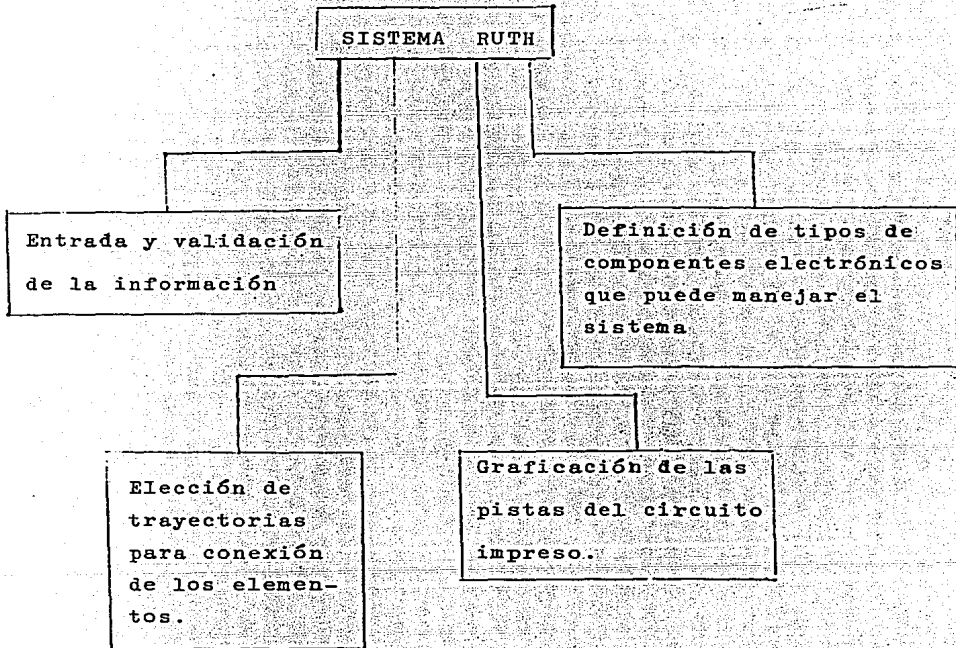 SISTEMA RUTH
Entrada y validación
de la información
Definición de tipos de
componentes electrónicos
que puede manejar el
sistema
Elección de
trayectorias
para conexión
de los elemen-
tos.
Graficación de las
pistas del circuito
impreso.